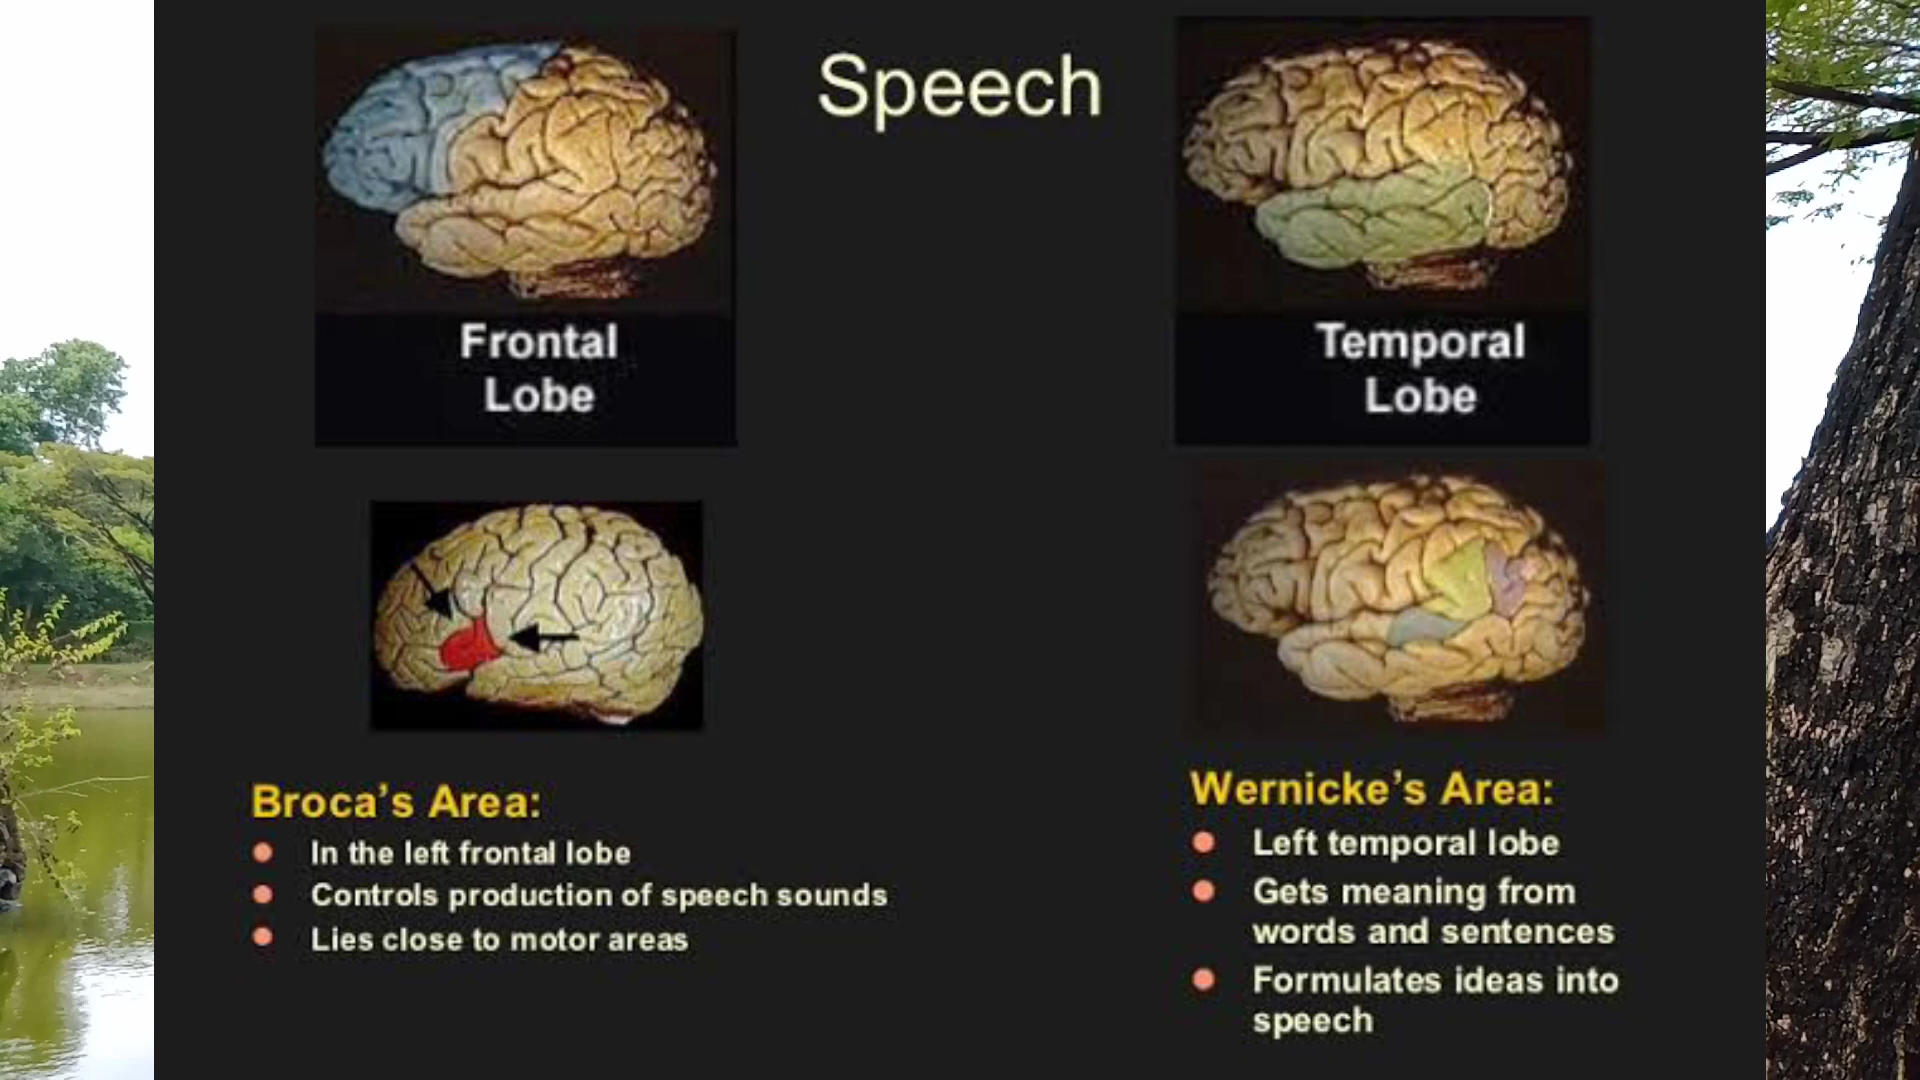 Speech
Frontal
Lobe
Temporal
Lobe
Broca's Area:
In the left frontal lobe
Controls production of speech sounds
Lies close to motor areas
Wernicke's Area:
Left temporal lobe
Gets meaning from
words and sentences
Formulates ideas into
speech